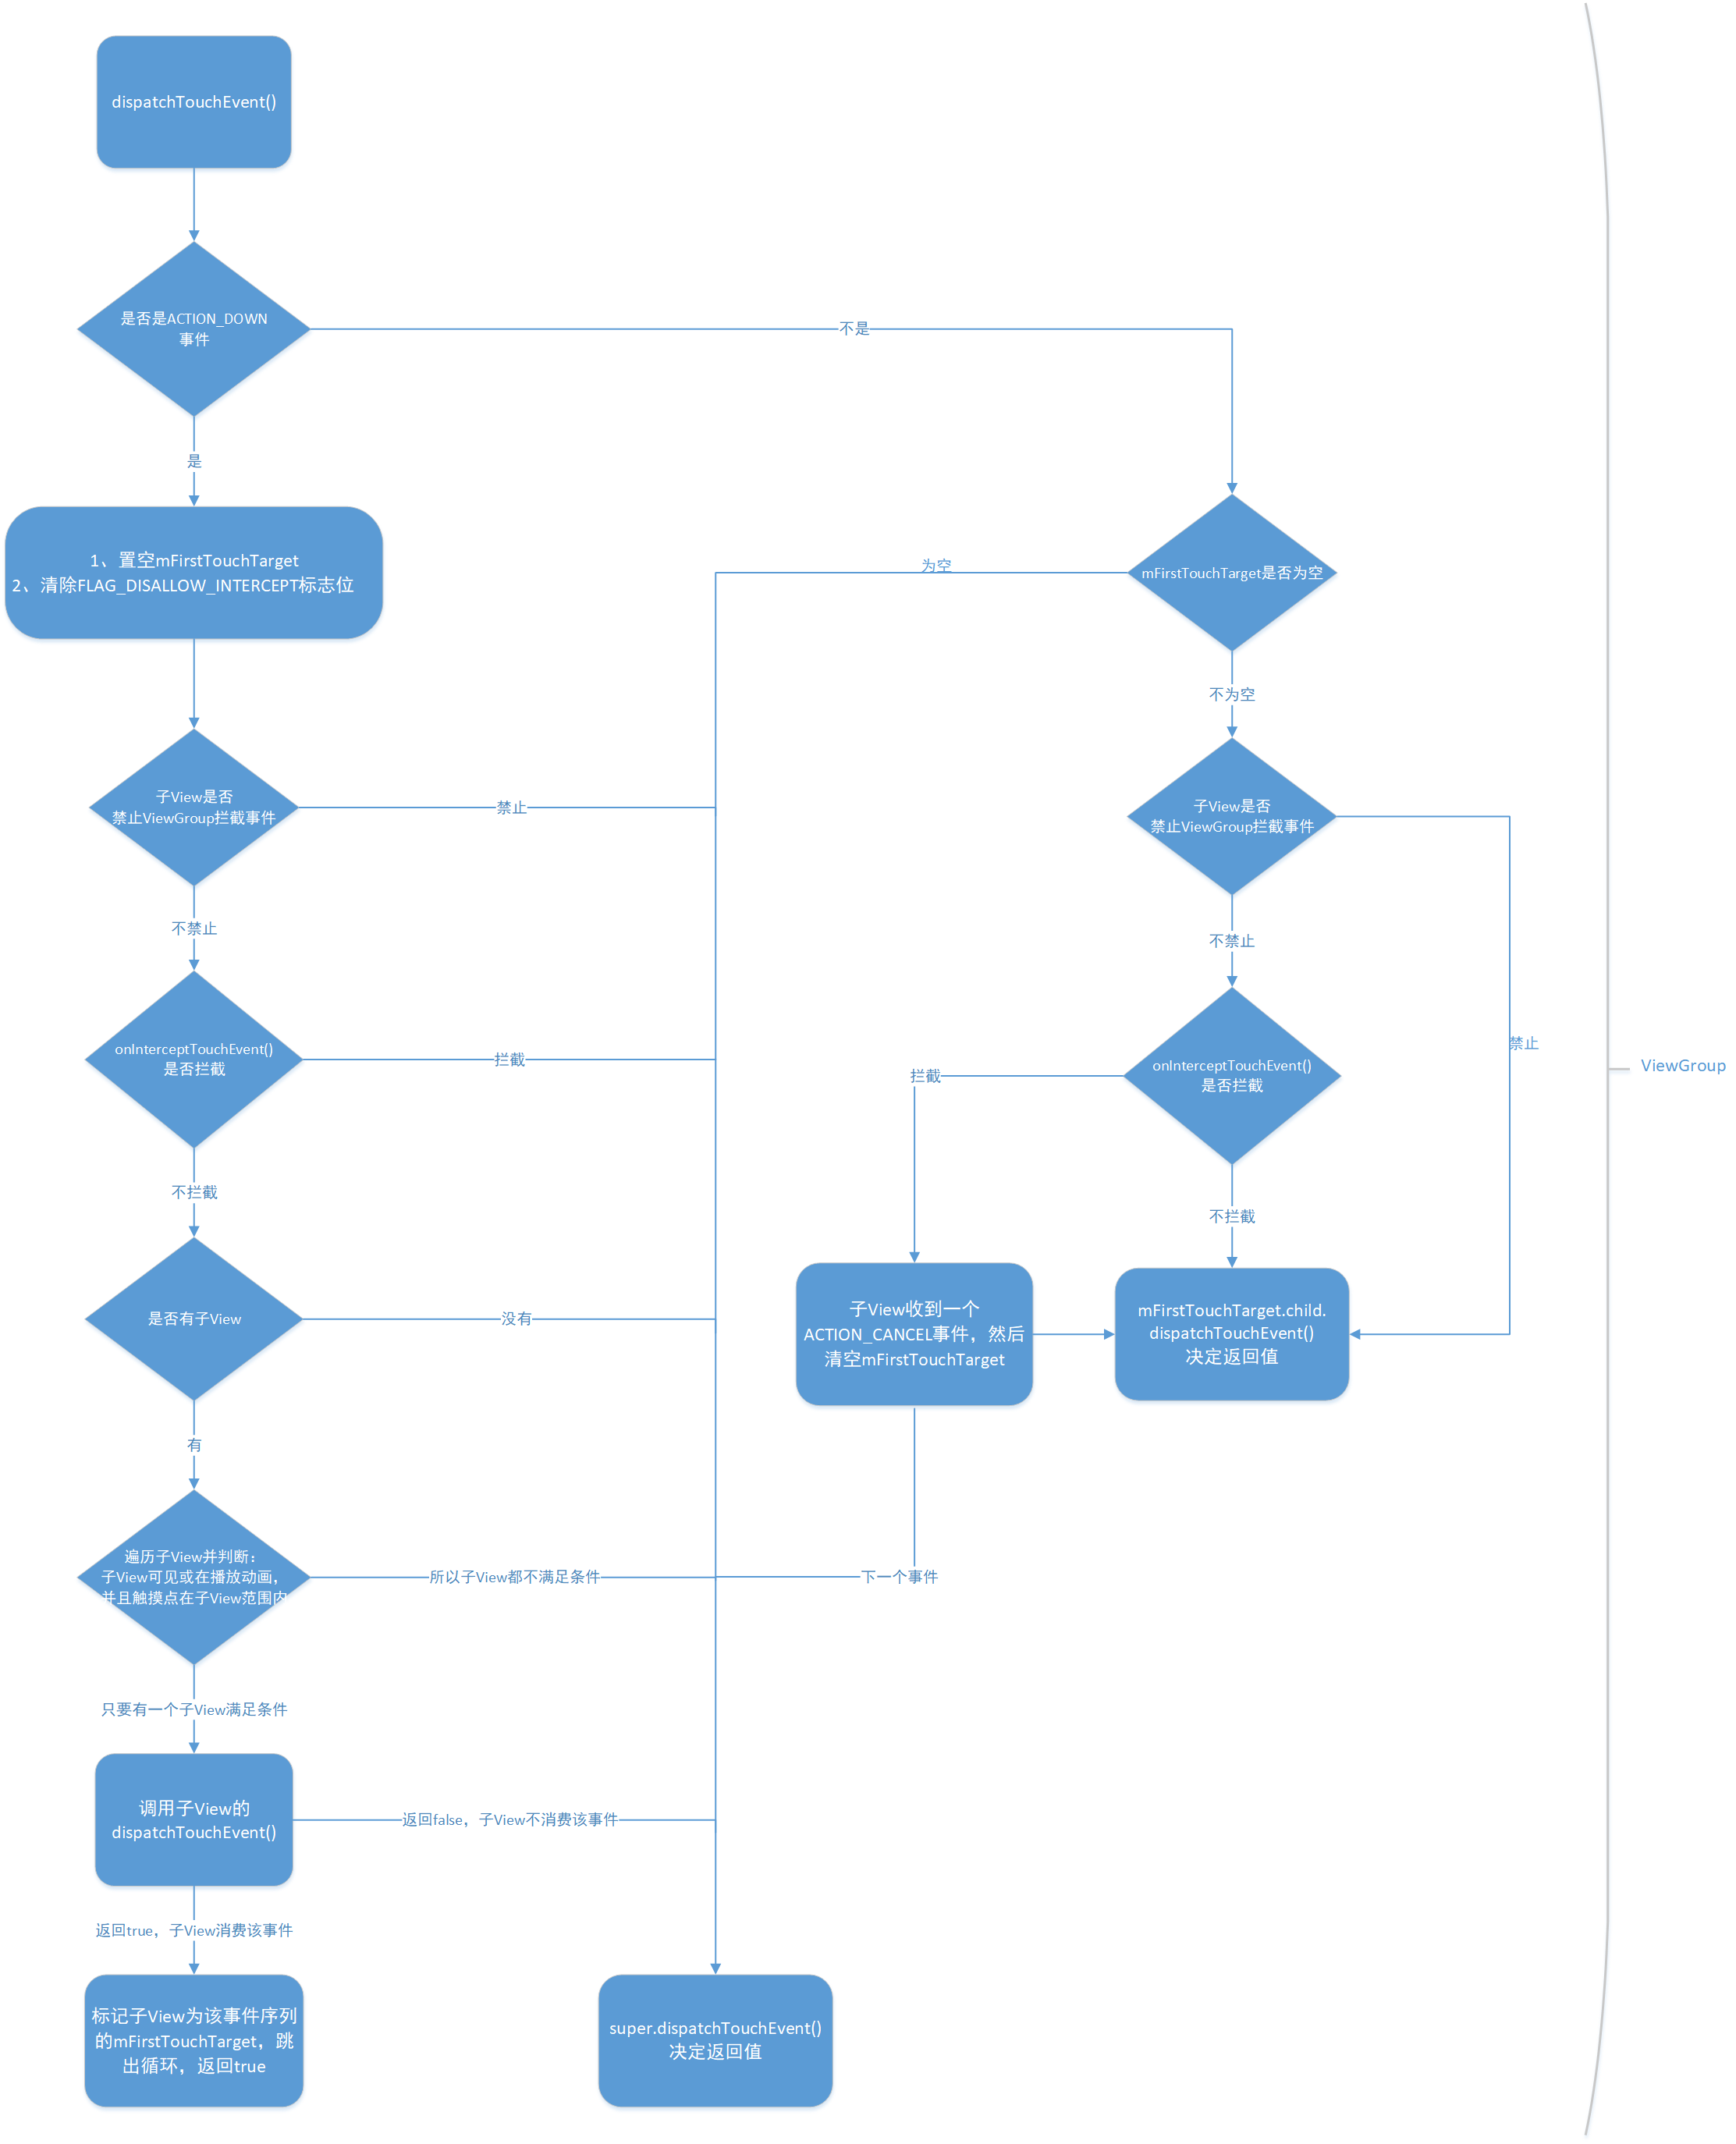 dispatchTouchEvent()
是否是ACTION_DOWN
事件
不是
是
1、置空mFirstTouchTarget
2、清除FLAG_DISALLOW_INTERCEPT标志位
为空
mFirstTouchTarget是否为空
不为空
子View是否
禁止ViewGroup拦截事件
禁止
子View是否
禁止ViewGroup拦截事件
不禁止
不禁止
onInterceptTouchEvent()
是否拦截
拦截
拦截
onInterceptTouchEvent()
是否拦截
禁止
ViewGroup
不拦截
不拦截
是否有子View
没有
子View收到一个
ACTION_CANCEL事件，然后
清空mFirstTouchTarget
mFirstTouchTarget.child.
dispatchTouchEvent()
决定返回值
有
遍历子View并判断：
子View可见或在播放动画，
并且触摸点在子View范围内
所以子View都不满足条件
下一个事件
只要有一个子View满足条件
调用子View的
dispatchTouchEvent()
返回false，子View不消费该事件
返回true，子View消费该事件
标记子View为该事件序列
的mFirstTouchTarget，跳
出循环，返回true
super.dispatchTouchEvent()
决定返回值